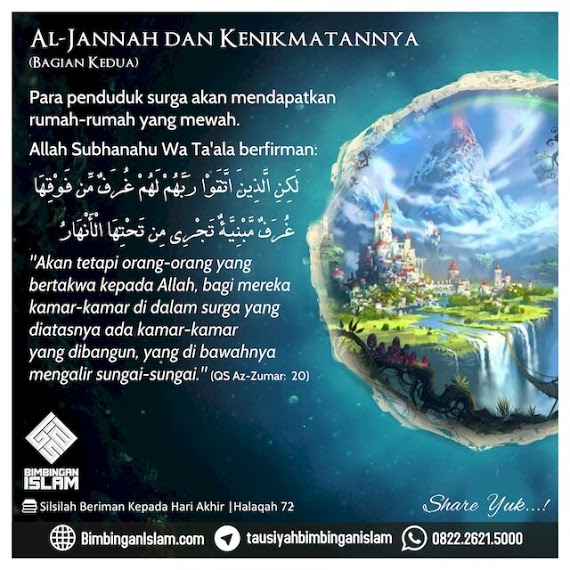 AL-JANNAH DAN KENIKMATANNYA
(BAGIAN KEDUA)
Para penduduk surga akan mendapatkan
rumah-rumah yang mewah.
Allah Subhanahu Wa Ta'ala berfirman:
لَكِنِ الَّذِينَ اتَّقَوْا رَبَّهُمْ لَهُمْ غُرَفٌ مِّن فَوْقِهَا
غُرَفٌ مَّبْنِيَّةٌ تَجْرِي مِن تَحْتِهَا الْأَنْهَارُ
"Akan tetapi orang-orang yang
bertakwa kepada Allah, bagi mereka
kamar-kamar di dalam surga yang
diatasnya ada kamar-kamar
yang dibangun, yang di bawahnya
mengalir sungai-sungai." (QS Az-Zumar: 20)
BIMBINGAN
ISLAM
Silsilah Beriman Kepada Hari Akhir |Halaqah 72
Share Yuk...!
BimbinganIslam.com
tausiyahbimbinganislam
0822.2621.5000